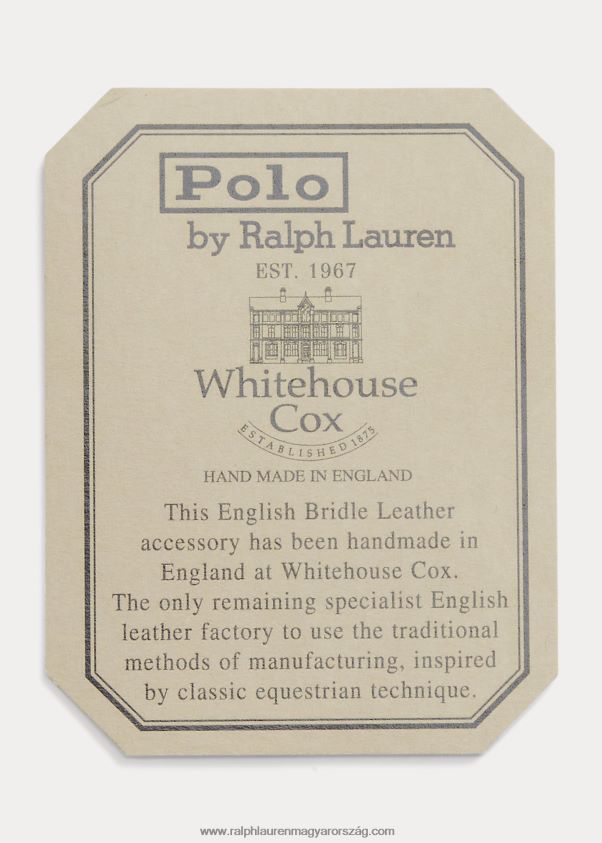 Polo
by Ralph Lauren
EST. 1967
Whitehouse
Cox
ESTABLISHED 1875
HAND MADE IN ENGLAND
This English Bridle Leather
accessory has been handmade in
England at Whitehouse Cox.
The only remaining specialist English
leather factory to use the traditional
methods of manufacturing, inspired
by classic equestrian technique.
www.ralphlaurenmagyarország.com